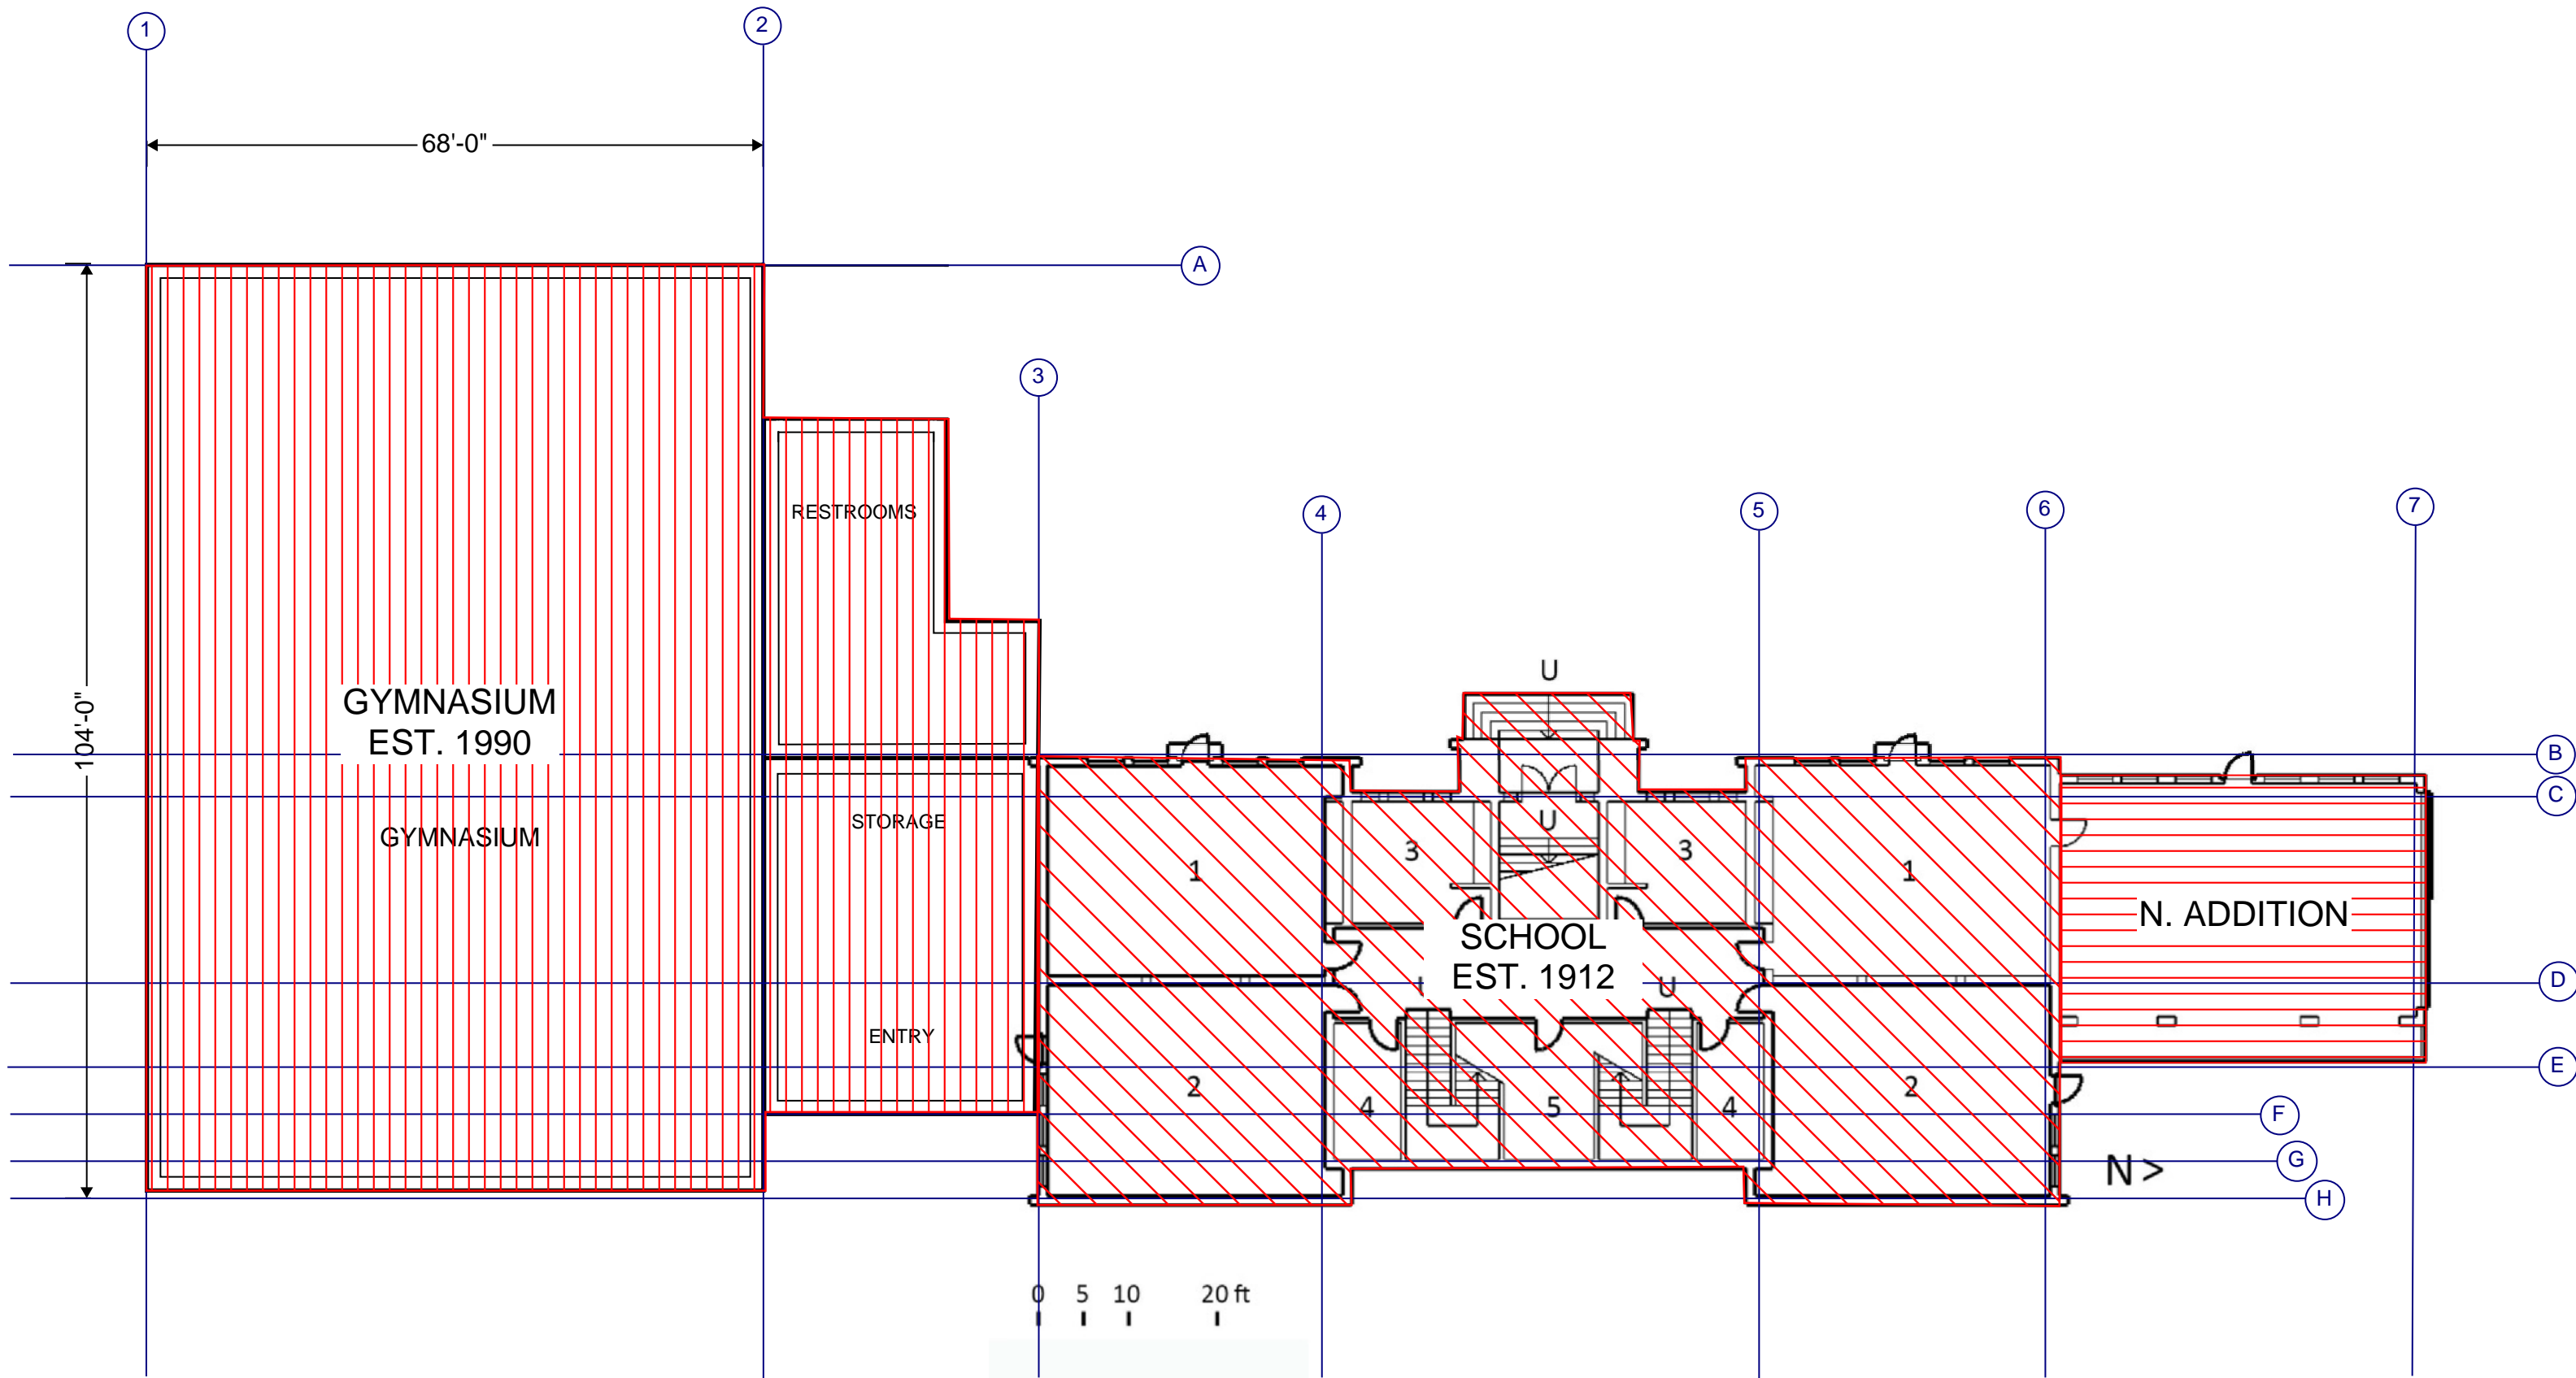 1
2
68'-0"
A
3
RESTROOMS
4
5
6
7
U
104'-0"
GYMNASIUM
EST. 1990
B
C
STORAGE
U
GYMNASIUM
3
3
1
1
N. ADDITION
SCHOOL
EST. 1912
U
D
ENTRY
E
2
2
4
5
4
F
G
N >
H
0 5 10 20 ft